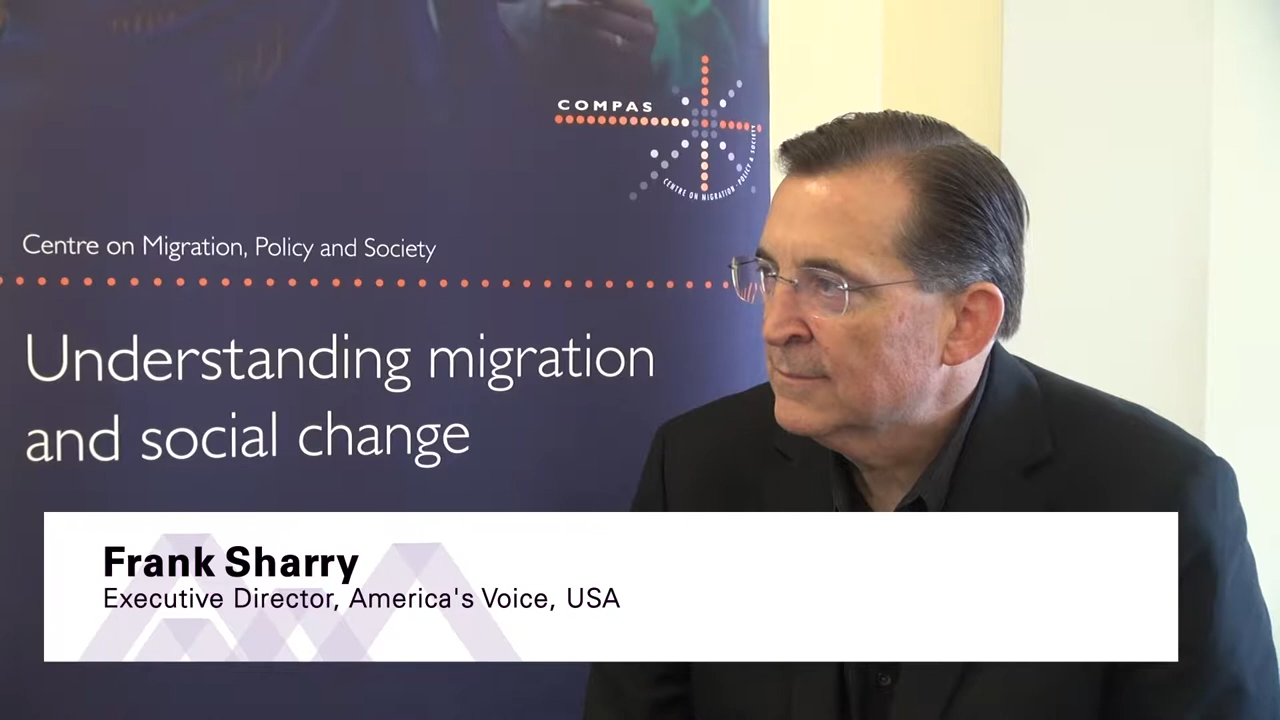 COMPAS
CENTRE ON MIGRATION, POLICY & SOCIETY
Centre on Migration, Policy and Society
Understanding migration
and social change
Frank Sharry
Executive Director, America's Voice, USA